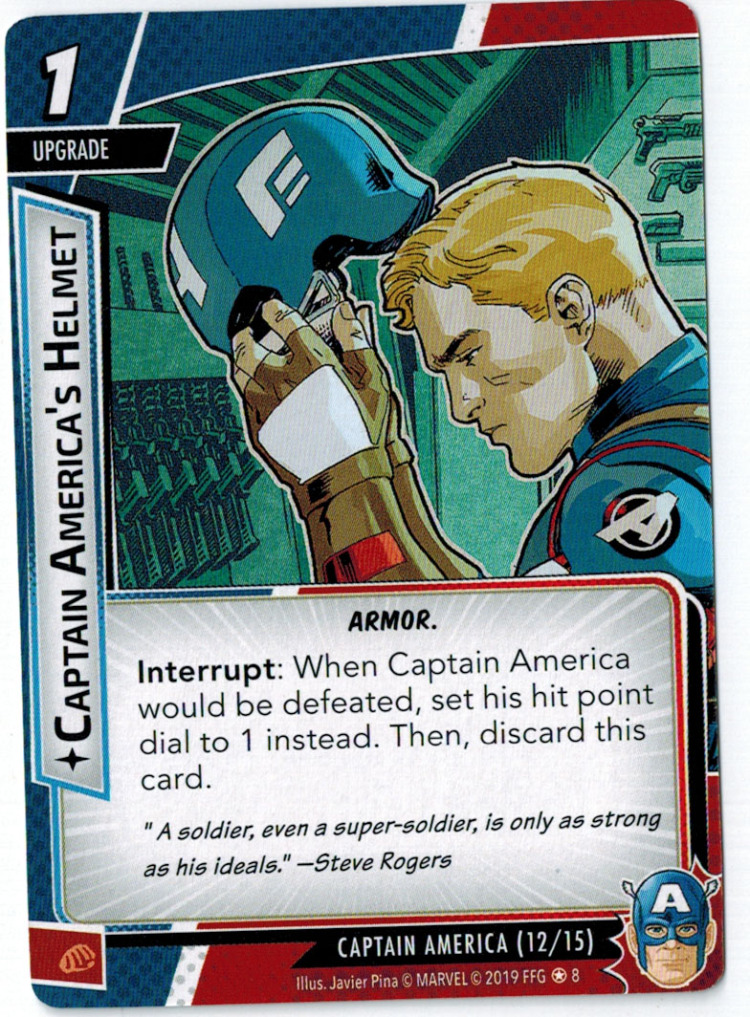 1
UPGRADE
CAPTAIN AMERICA'S HELMET
ARMOR.
Interrupt: When Captain America
would be defeated, set his hit point
dial to 1 instead. Then, discard this
card.
"A soldier, even a super-soldier, is only as strong
as his ideals." —Steve Rogers
CAPTAIN AMERICA (12/15)
Illus. Javier Pina © MARVEL © 2019 FFG ✪ 8
A
A